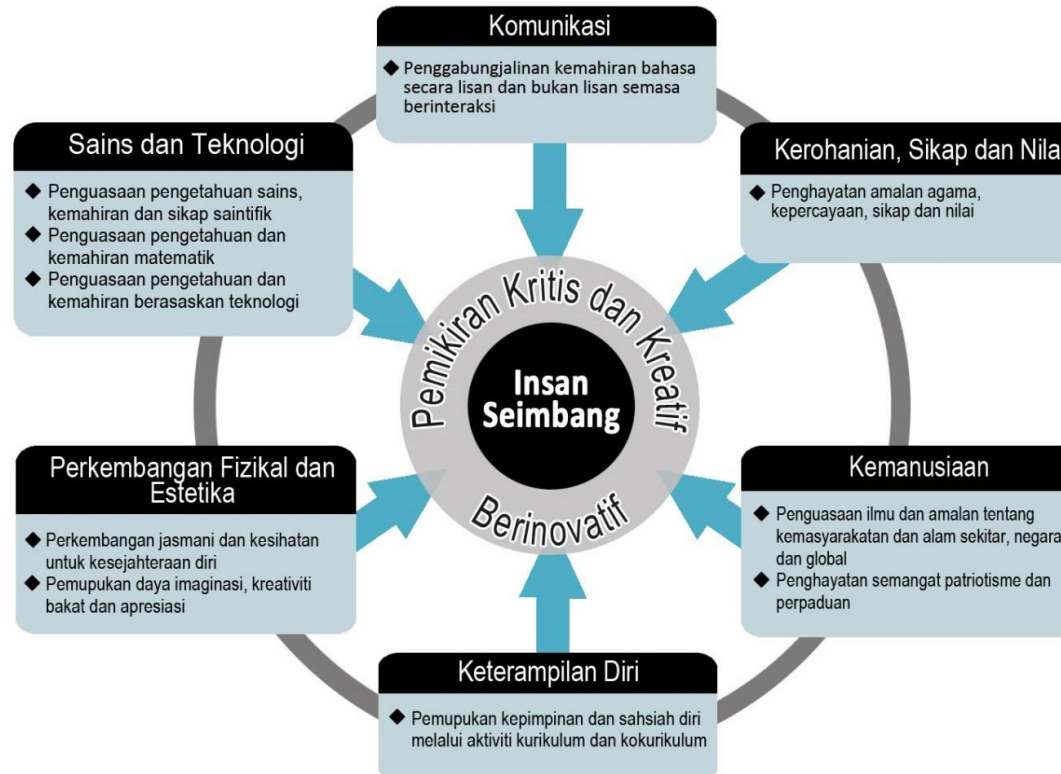 Komunikasi
◆ Penggabungjalinan kemahiran bahasa
secara lisan dan bukan lisan semasa
berinteraksi
Sains dan Teknologi
◆ Penguasaan pengetahuan sains,
kemahiran dan sikap saintifik
◆ Penguasaan pengetahuan dan
kemahiran matematik
◆ Penguasaan pengetahuan dan
kemahiran berasaskan teknologi
Kerohanian, Sikap dan Nila
◆ Penghayatan amalan agama,
kepercayaan, sikap dan nilai
Pemikiran Kritis dan Kreatif
Insan
Seimbang
Berinovatif
Perkembangan Fizikal dan
Estetika
◆ Perkembangan jasmani dan kesihatan
untuk kesejahteraan diri
◆ Pemupukan daya imaginasi, kreativiti
bakat dan apresiasi
Kemanusiaan
◆ Penguasaan ilmu dan amalan tentang
kemasyarakatan dan alam sekitar, negara
dan global
◆ Penghayatan semangat patriotisme dan
perpaduan
Keterampilan Diri
◆ Pemupukan kepimpinan dan sahsiah diri
melalui aktiviti kurikulum dan kokurikulum